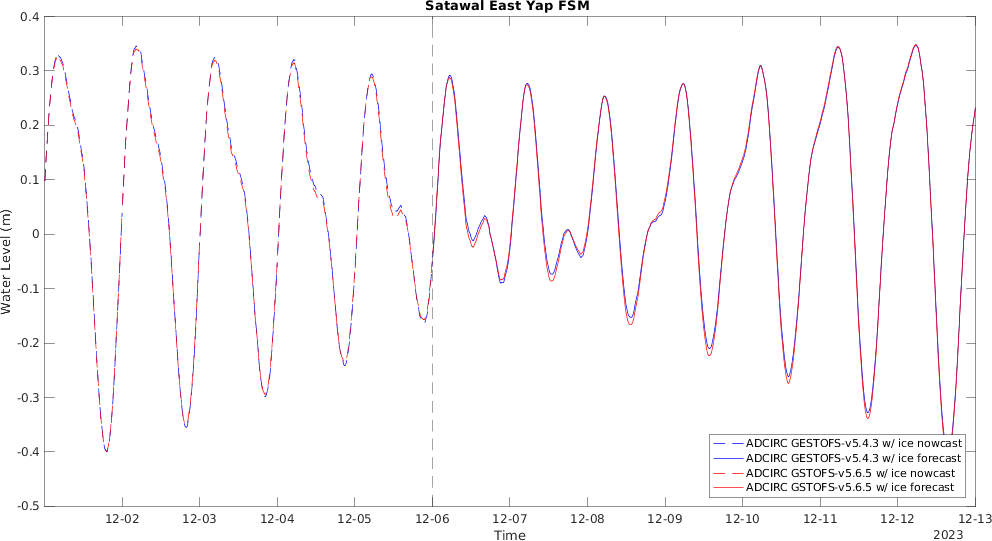 Satawal East Yap FSM
0.4
0.3
0.2
0.1
0
-0.1
-0.2
-0.3
-0.4
-0.5
Water Level (m)
ADCIRC GESTOFS-v5.4.3 w/ ice nowcast
ADCIRC GESTOFS-v5.4.3 w/ ice forecast
ADCIRC GSTOFS-v5.6.5 w/ ice nowcast
ADCIRC GSTOFS-v5.6.5 w/ ice forecast
12-02 12-03 12-04 12-05 12-06 12-07 12-08 12-09 12-10 12-11 12-12 12-13
Time
2023